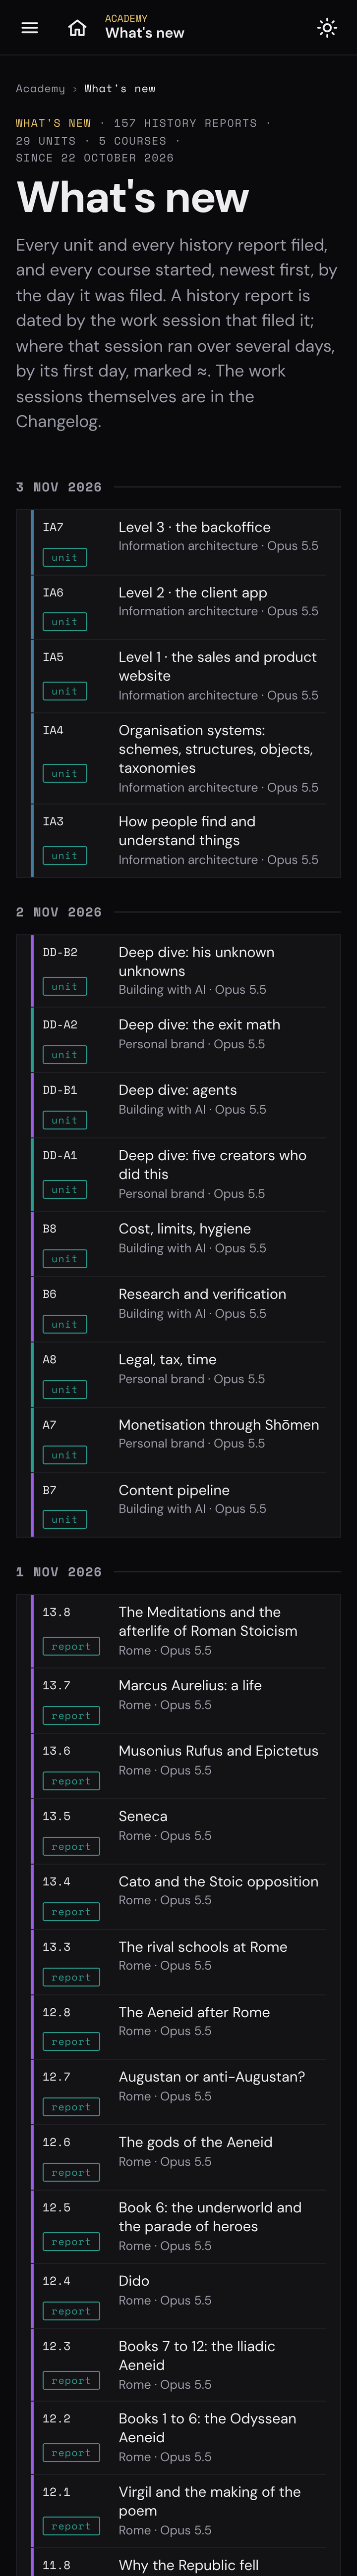 ACADEMY
What's new
Academy › What's new
WHAT'S NEW · 157 HISTORY REPORTS ·
29 UNITS · 5 COURSES ·
SINCE 22 OCTOBER 2026
What's new
Every unit and every history report filed,
and every course started, newest first, by
the day it was filed. A history report is
dated by the work session that filed it;
where that session ran over several days,
by its first day, marked ≈. The work
sessions themselves are in the
Changelog.
3 NOV 2026
IA7
Level 3 · the backoffice
Information architecture · Opus 5.5
unit
IA6
Level 2 · the client app
Information architecture · Opus 5.5
unit
IA5
Level 1 · the sales and product
website
Information architecture · Opus 5.5
unit
IA4
Organisation systems:
schemes, structures, objects,
taxonomies
Information architecture · Opus 5.5
unit
IA3
How people find and
understand things
Information architecture · Opus 5.5
unit
2 NOV 2026
DD-B2
Deep dive: his unknown
unknowns
Building with AI · Opus 5.5
unit
DD-A2
Deep dive: the exit math
Personal brand · Opus 5.5
unit
DD-B1
Deep dive: agents
Building with AI · Opus 5.5
unit
DD-A1
Deep dive: five creators who
did this
Personal brand · Opus 5.5
unit
B8
Cost, limits, hygiene
Building with AI · Opus 5.5
unit
B6
Research and verification
Building with AI · Opus 5.5
unit
A8
Legal, tax, time
Personal brand · Opus 5.5
unit
A7
Monetisation through Shōmen
Personal brand · Opus 5.5
unit
B7
Content pipeline
Building with AI · Opus 5.5
unit
1 NOV 2026
13.8
The Meditations and the
afterlife of Roman Stoicism
Rome · Opus 5.5
report
13.7
Marcus Aurelius: a life
Rome · Opus 5.5
report
13.6
Musonius Rufus and Epictetus
Rome · Opus 5.5
report
13.5
Seneca
Rome · Opus 5.5
report
13.4
Cato and the Stoic opposition
Rome · Opus 5.5
report
13.3
The rival schools at Rome
Rome · Opus 5.5
report
12.8
The Aeneid after Rome
Rome · Opus 5.5
report
12.7
Augustan or anti-Augustan?
Rome · Opus 5.5
report
12.6
The gods of the Aeneid
Rome · Opus 5.5
report
12.5
Book 6: the underworld and
the parade of heroes
Rome · Opus 5.5
report
12.4
Dido
Rome · Opus 5.5
report
12.3
Books 7 to 12: the Iliadic
Aeneid
Rome · Opus 5.5
report
12.2
Books 1 to 6: the Odyssean
Aeneid
Rome · Opus 5.5
report
12.1
Virgil and the making of the
poem
Rome · Opus 5.5
report
11.8
Why the Republic fell